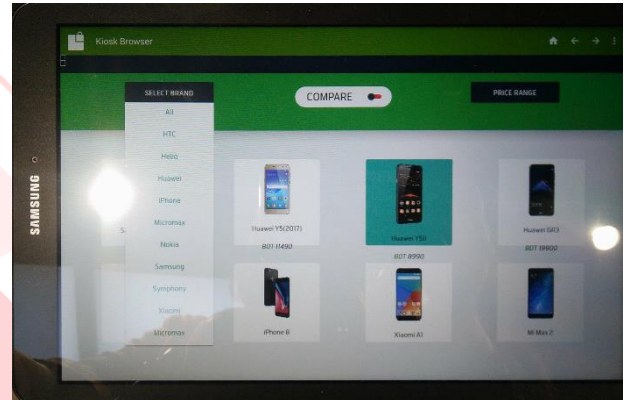 Kiosk Browser
SELECT BRAND
COMPARE
PRICE RANGE
All
HTC
Hello
Huawei
iPhone
Micromax
Nokia
Samsung
Symphony
Xiaomi
Micromax
SAMSUNG
S
Huawei Y5(2017)
BDT 11490
Huawei Y5II
BDT 8990
Huawei GR3
BDT 19900
iPhone 8
Xiaomi A1
Mi Max 2